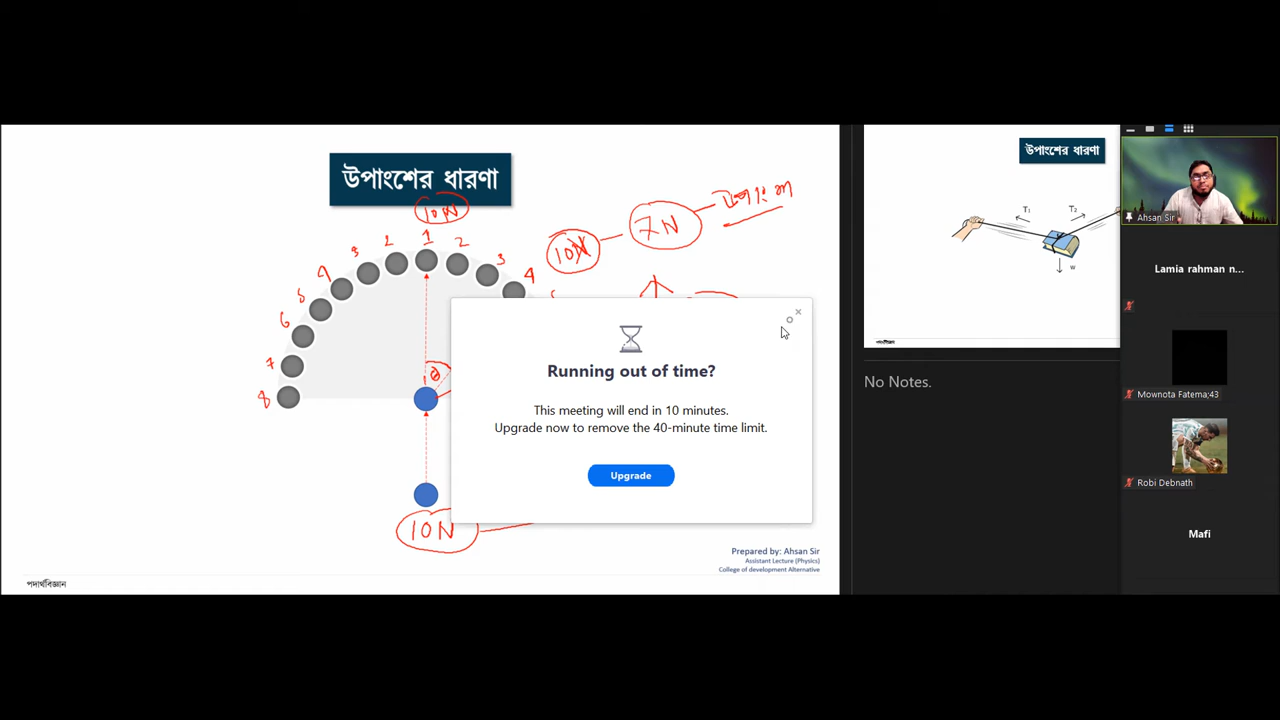 উপাংশের ধারণা
10N
1
2
3
2
3
4
4
5
6
7
8
θ
10N
7N
উপাংশ
10N
Running out of time?
This meeting will end in 10 minutes.
Upgrade now to remove the 40-minute time limit.
Upgrade
Prepared by: Ahsan Sir
Assistant Lecture (Physics)
College of development Alternative
পদার্থবিজ্ঞান
উপাংশের ধারণা
T₁
T₂
w
পদার্থবিজ্ঞান
No Notes.
Ahsan Sir
Lamia rahman n...
Mownota Fatema;43
Robi Debnath
Mafi